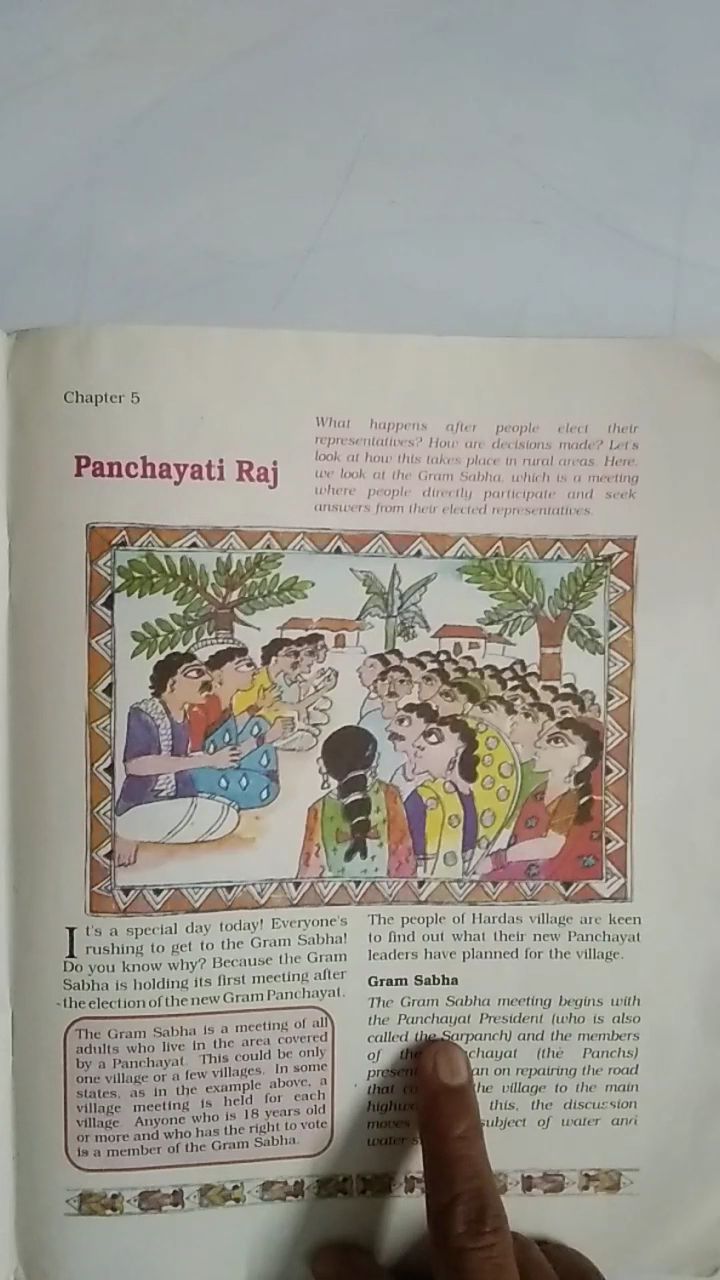 Chapter 5
Panchayati Raj
What happens after people elect their
representatives? How are decisions made? Let's
look at how this takes place in rural areas. Here,
we look at the Gram Sabha, which is a meeting
where people directly participate and seek
answers from their elected representatives.
It's a special day today! Everyone's
rushing to get to the Gram Sabha!
Do you know why? Because the Gram
Sabha is holding its first meeting after
the election of the new Gram Panchayat.
The Gram Sabha is a meeting of all
adults who live in the area covered
by a Panchayat. This could be only
one village or a few villages. In some
states, as in the example above, a
village meeting is held for each
village. Anyone who is 18 years old
or more and who has the right to vote
is a member of the Gram Sabha.
The people of Hardas village are keen
to find out what their new Panchayat
leaders have planned for the village.
Gram Sabha
The Gram Sabha meeting begins with
the Panchayat President (who is also
called the Sarpanch) and the members
of the (the Panchs)
on repairing the road
that the village to the main
this, the discussion
moves subject of water and
water